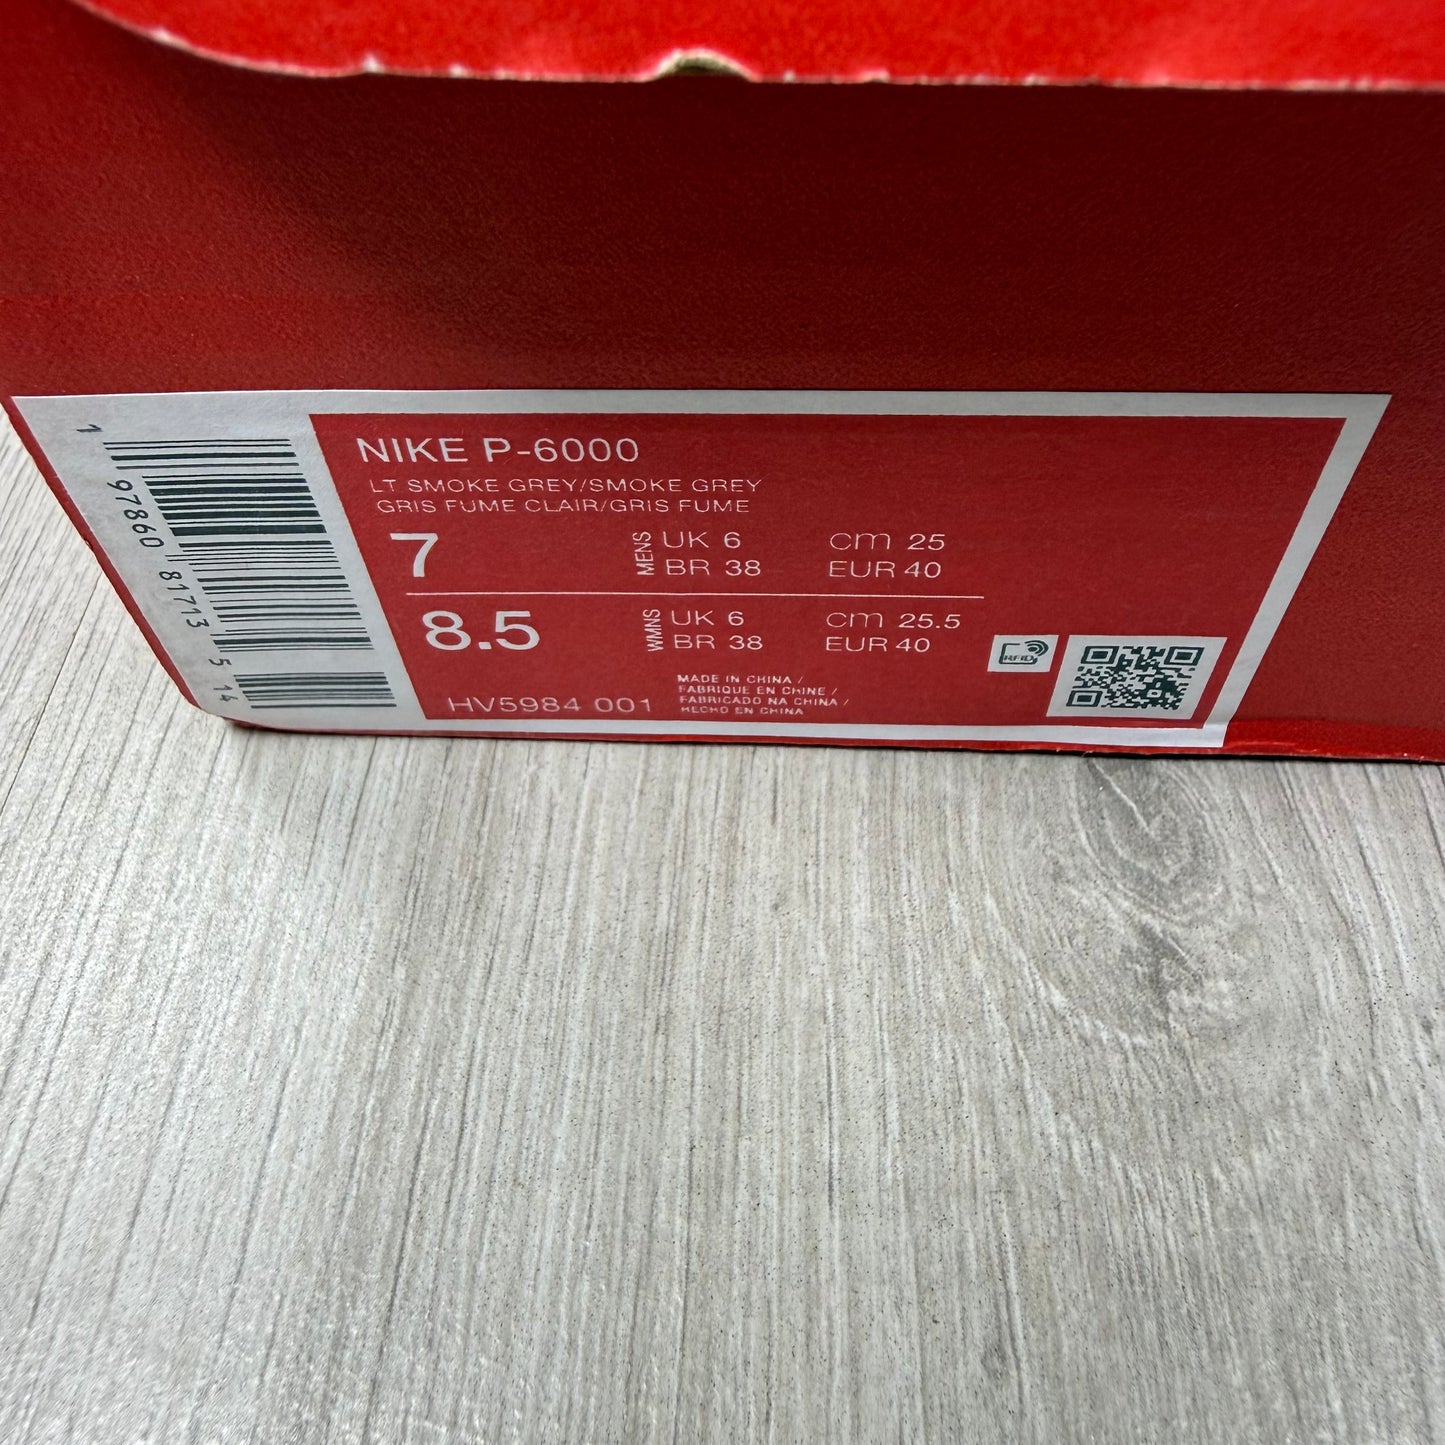 NIKE P-6000
LT SMOKE GREY/SMOKE GREY
GRIS FUME CLAIR/GRIS FUME
7 MENS UK 6 cm 25
BR 38 EUR 40
8.5 WMNS UK 6 cm 25.5
BR 38 EUR 40
HV5984 001
MADE IN CHINA /
FABRIQUE EN CHINE /
FABRICADO NA CHINA /
HECHO EN CHINA
RFID
1 97860 81713 5 14